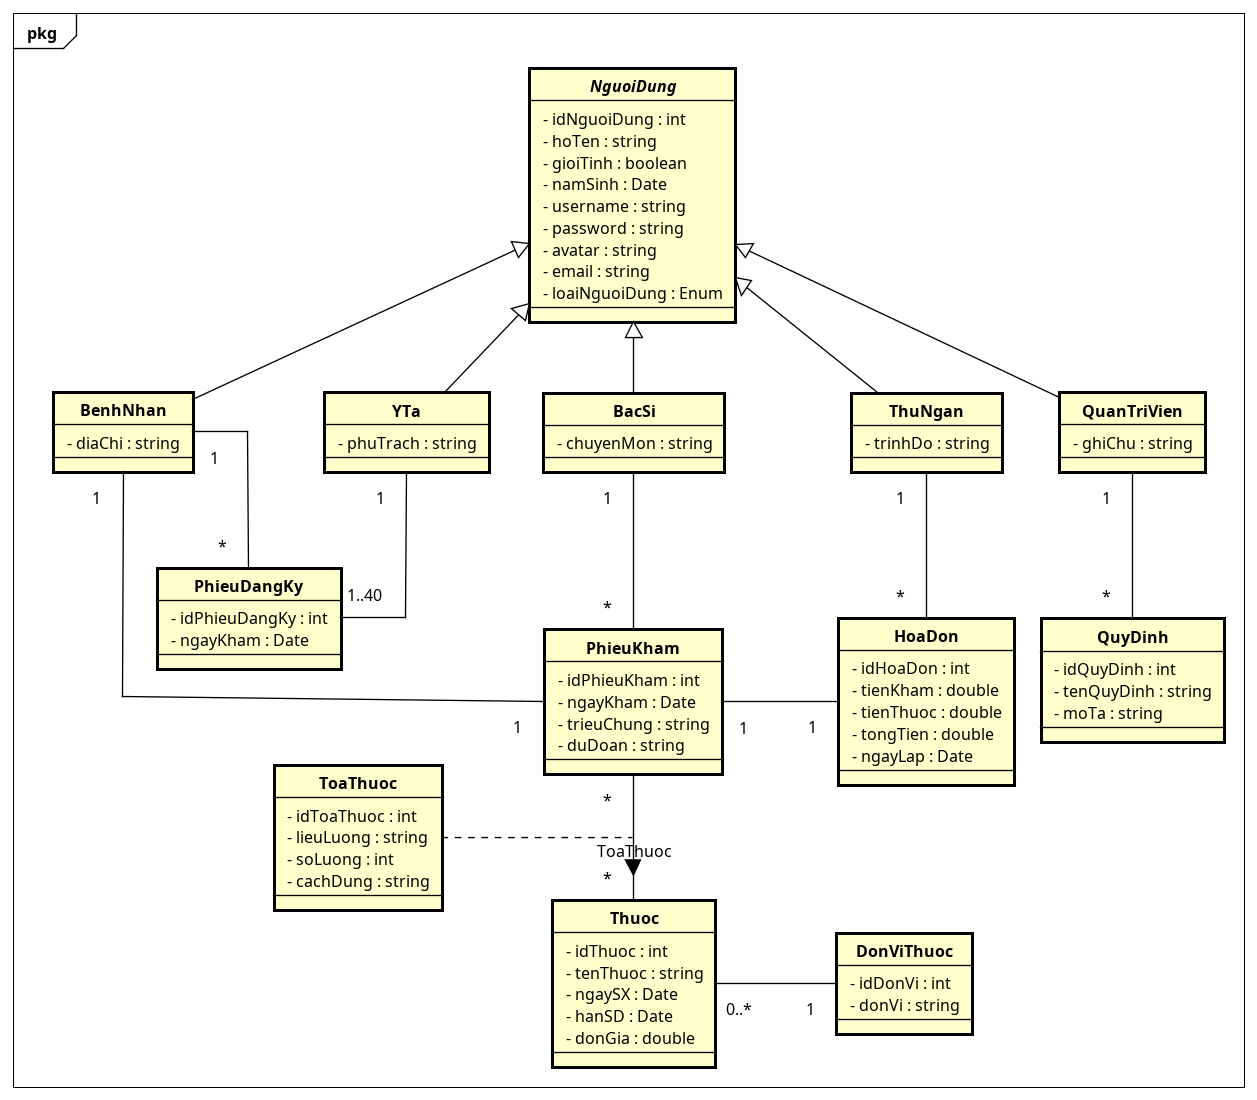 pkg
NguoiDung
- idNguoiDung : int
- hoTen : string
- gioiTinh : boolean
- namSinh : Date
- username : string
- password : string
- avatar : string
- email : string
- loaiNguoiDung : Enum
BenhNhan
- diaChi : string
YTa
- phuTrach : string
BacSi
- chuyenMon : string
ThuNgan
- trinhDo : string
QuanTriVien
- ghiChu : string
1
1
1
1
1
1
*
PhieuDangKy
- idPhieuDangKy : int
- ngayKham : Date
1..40
*
*
*
PhieuKham
- idPhieuKham : int
- ngayKham : Date
- trieuChung : string
- duDoan : string
HoaDon
- idHoaDon : int
- tienKham : double
- tienThuoc : double
- tongTien : double
- ngayLap : Date
QuyDinh
- idQuyDinh : int
- tenQuyDinh : string
- moTa : string
1
1
1
ToaThuoc
- idToaThuoc : int
- lieuLuong : string
- soLuong : int
- cachDung : string
*
ToaThuoc
*
Thuoc
- idThuoc : int
- tenThuoc : string
- ngaySX : Date
- hanSD : Date
- donGia : double
0..*
1
DonViThuoc
- idDonVi : int
- donVi : string